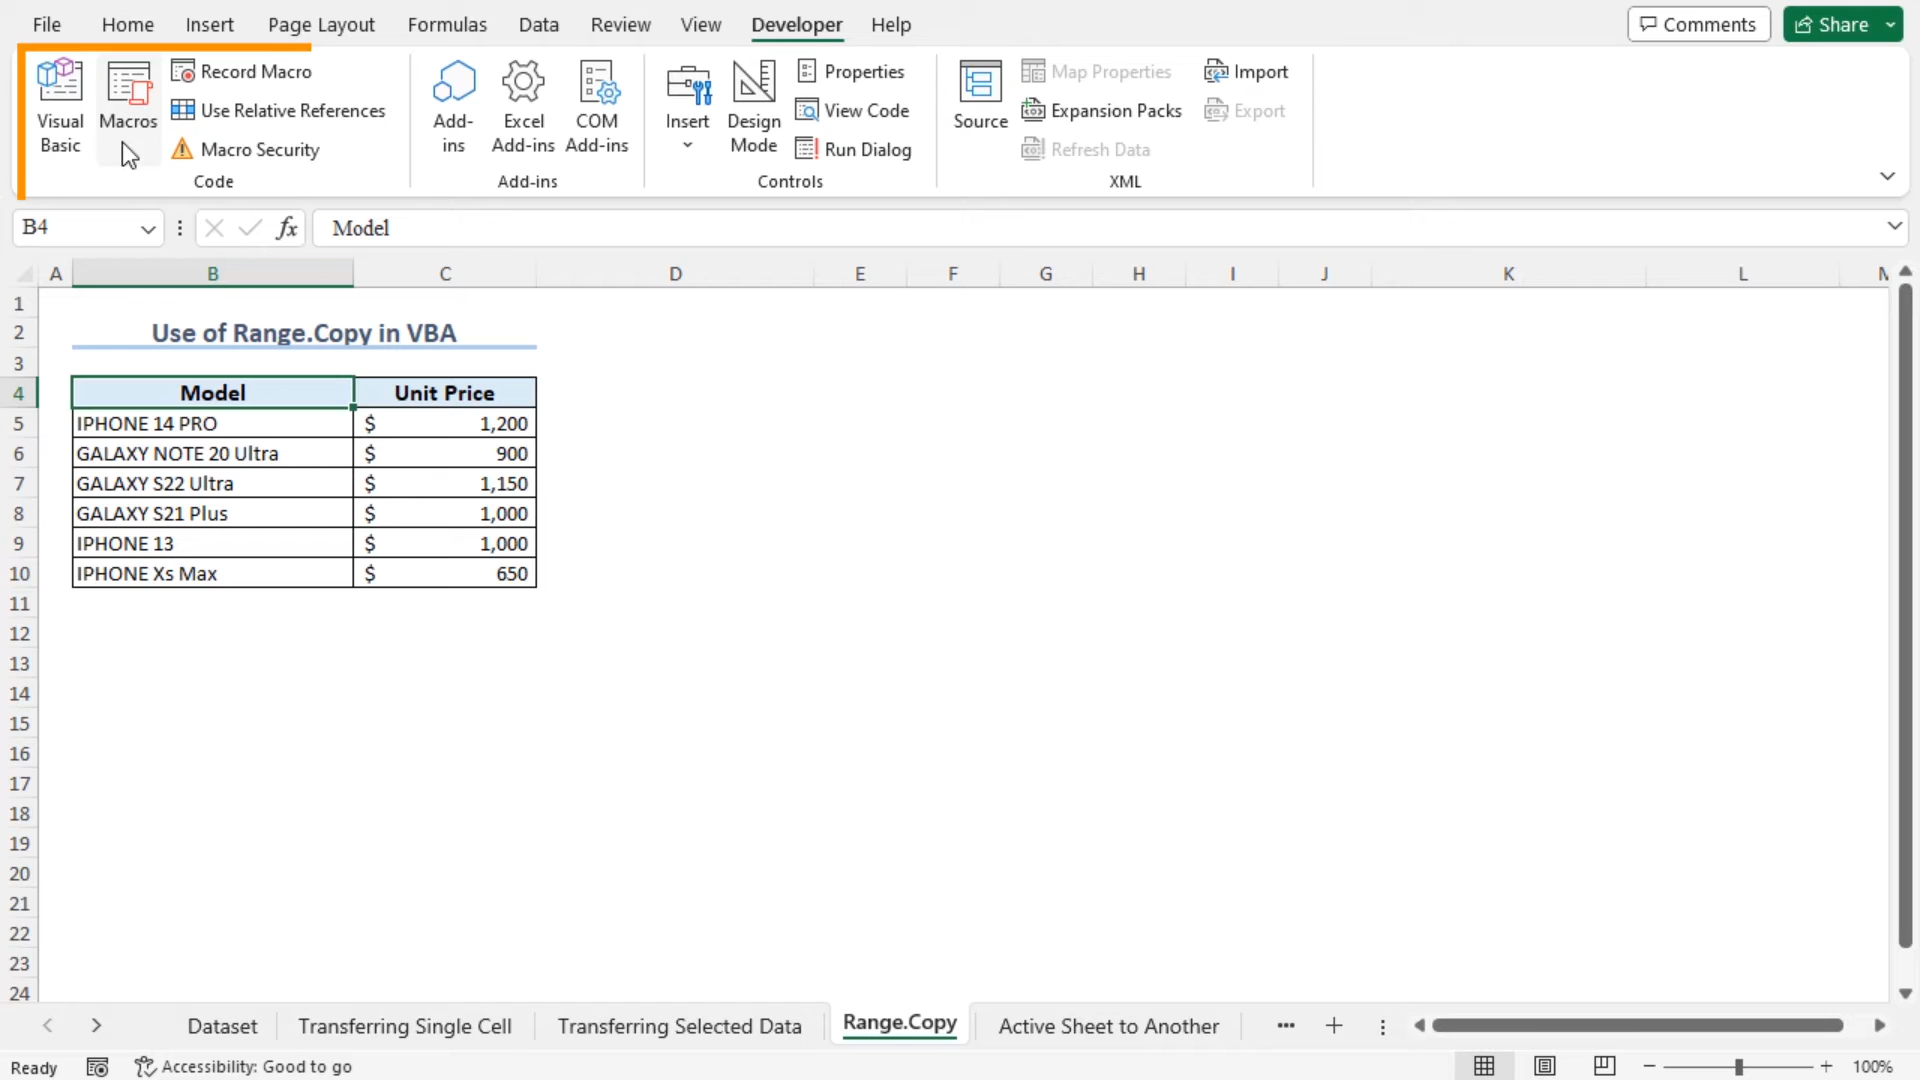 File Home Insert Page Layout Formulas Data Review View Developer Help Comments Share
Visual Basic
Macros
Record Macro
Use Relative References
Macro Security
Code
Add-ins
Excel Add-ins
COM Add-ins
Add-ins
Insert
Design Mode
Properties
View Code
Run Dialog
Controls
Source
Map Properties
Expansion Packs
Refresh Data
Import
Export
XML
B4 fx Model
A B C D E F G H I J K L
1
2 Use of Range.Copy in VBA
3
4 Model Unit Price
5 IPHONE 14 PRO $ 1,200
6 GALAXY NOTE 20 Ultra $ 900
7 GALAXY S22 Ultra $ 1,150
8 GALAXY S21 Plus $ 1,000
9 IPHONE 13 $ 1,000
10 IPHONE Xs Max $ 650
11
12
13
14
15
16
17
18
19
20
21
22
23
24
Dataset Transferring Single Cell Transferring Selected Data Range.Copy Active Sheet to Another
Ready Accessibility: Good to go 100%